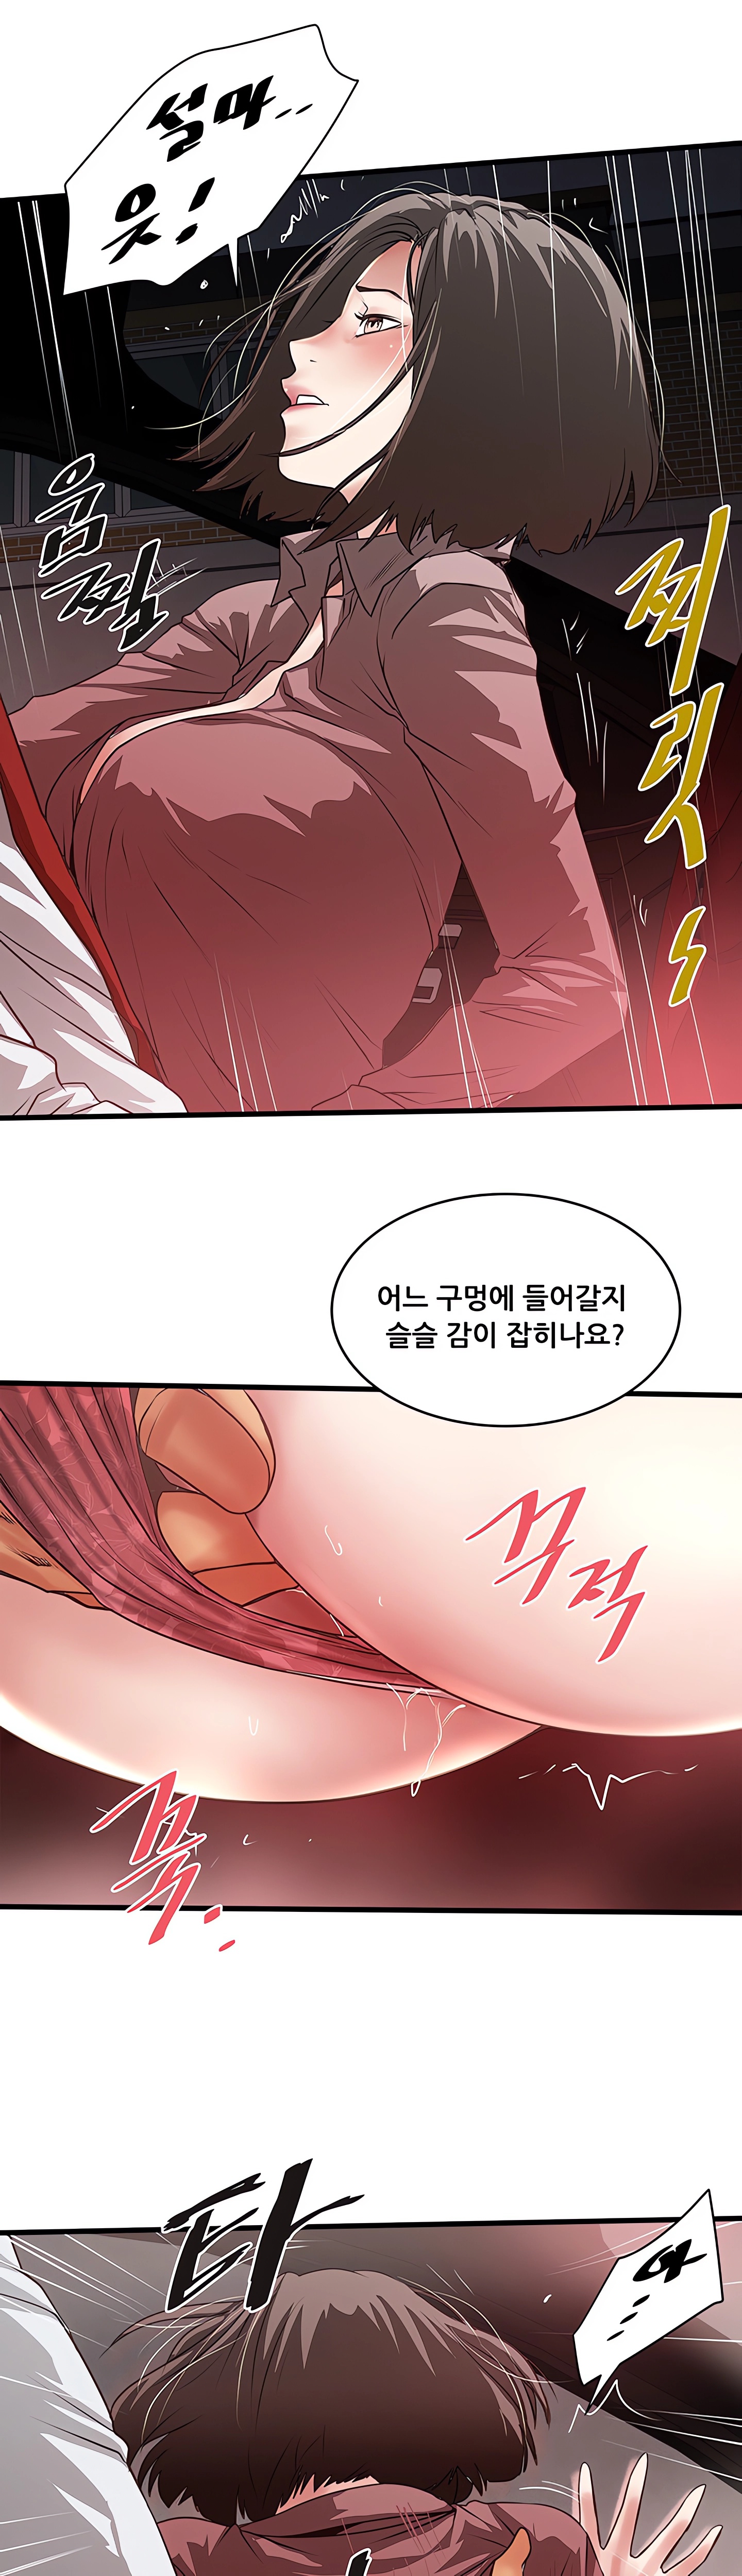 설마..
읏!
움찔
찌릿~
어느 구멍에 들어갈지
슬슬 감이 잡히나요?
꾸적
꾹.
타
아...